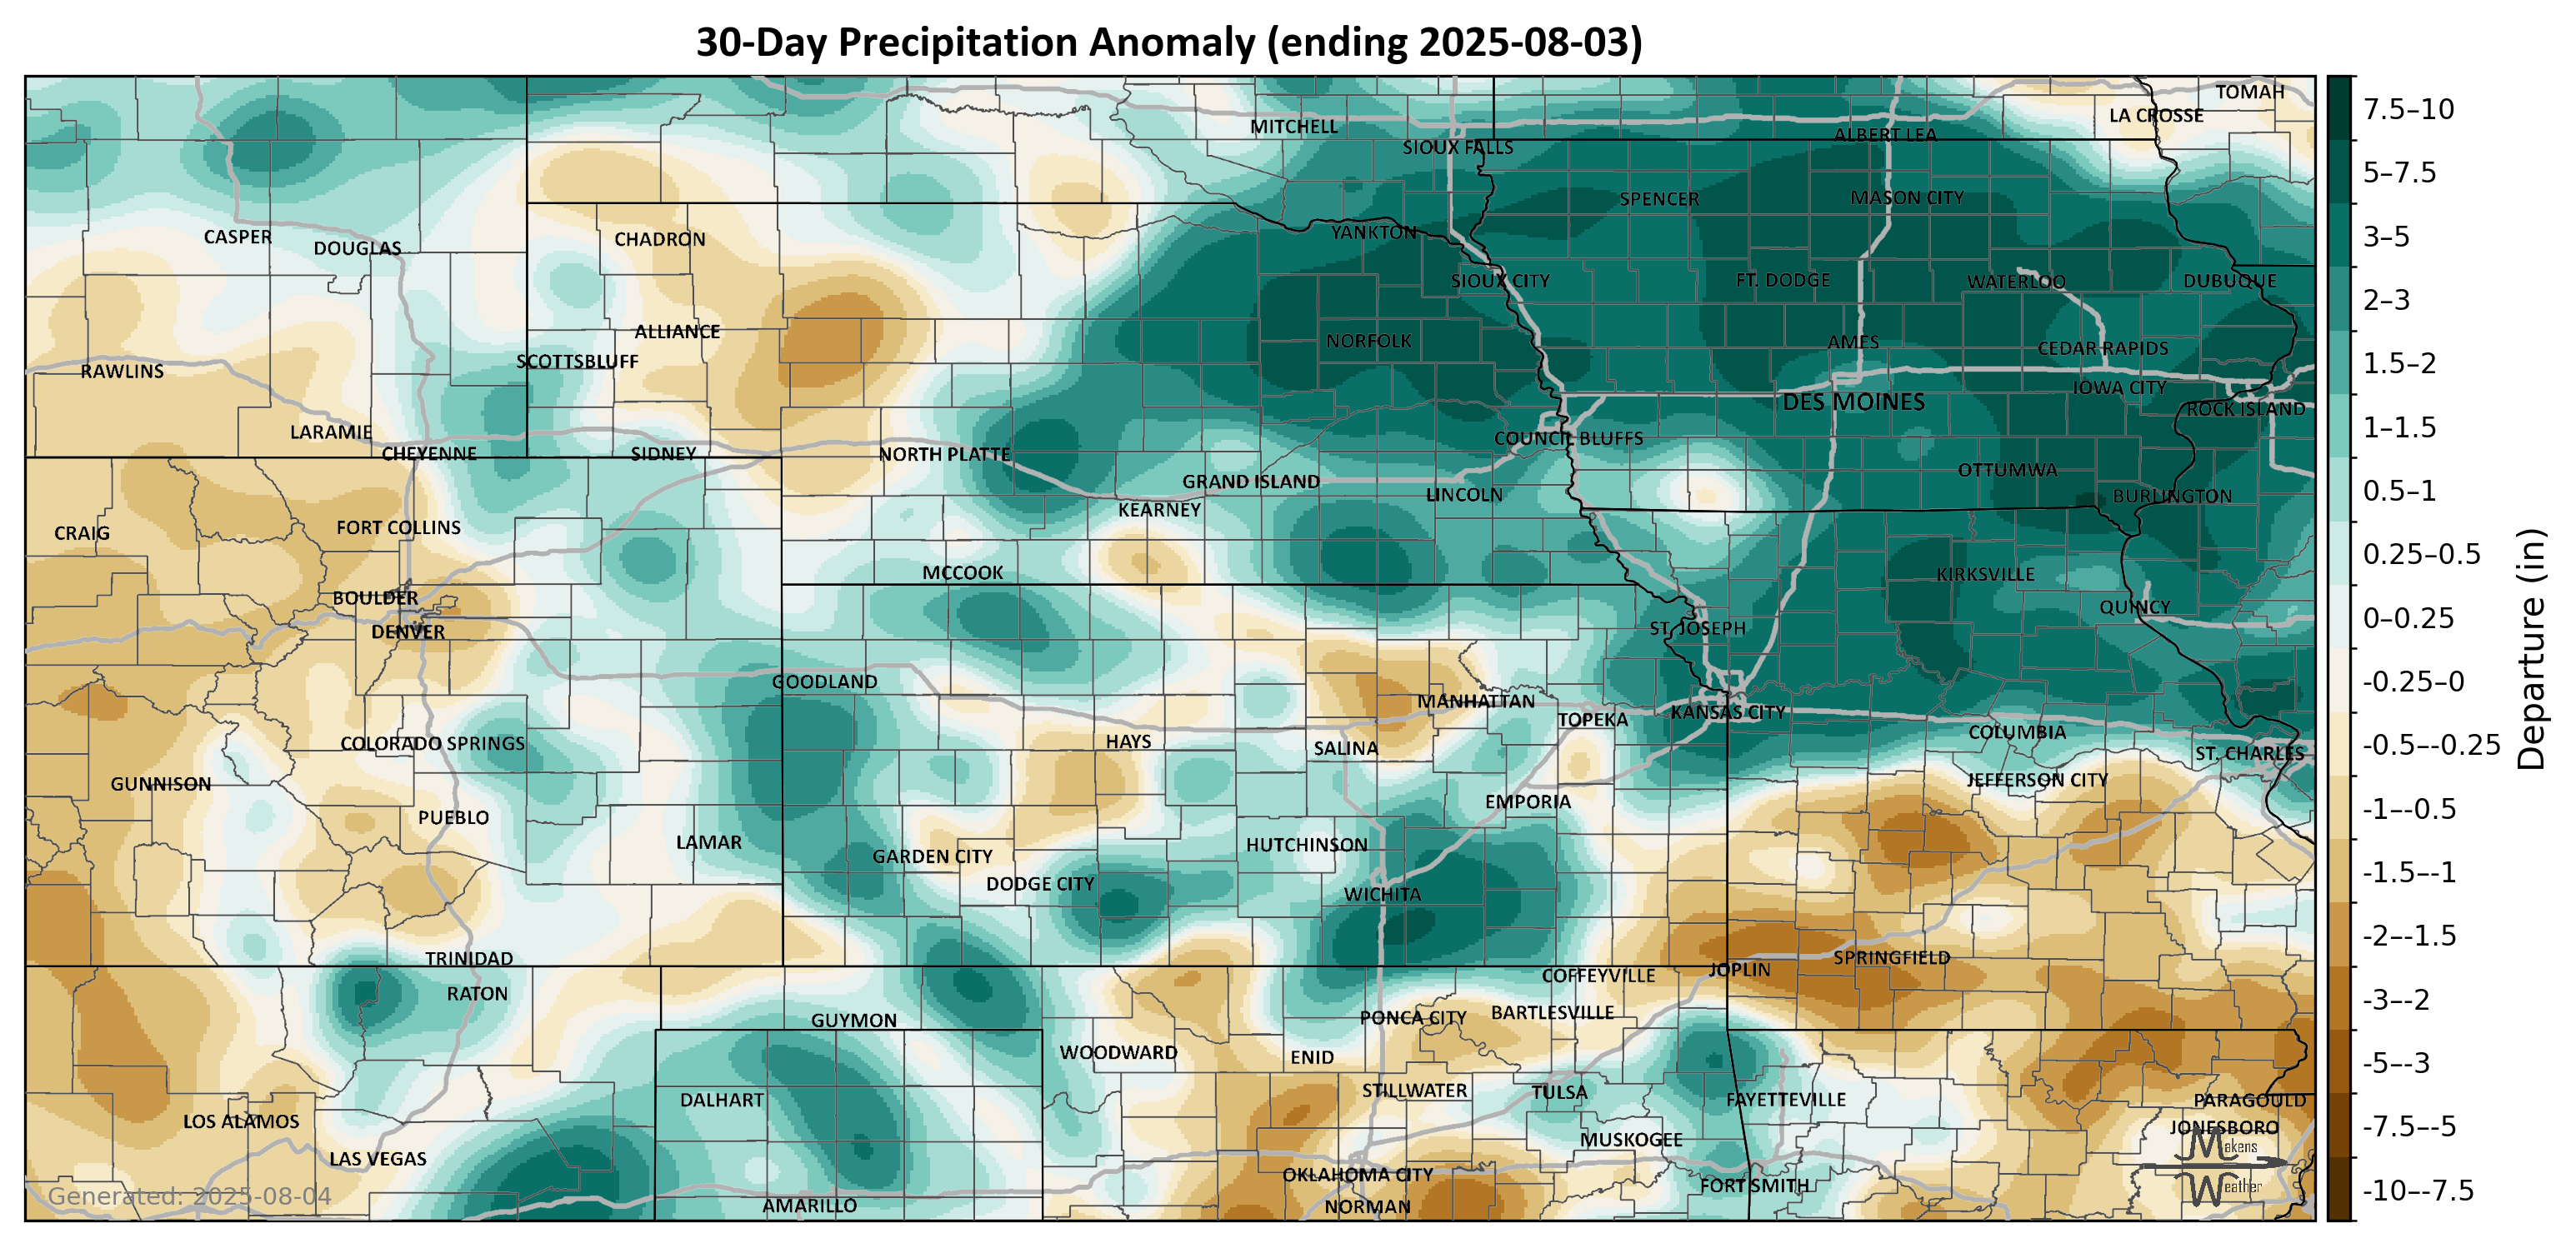 30-Day Precipitation Anomaly (ending 2025-08-03)
TOMAH
LA CROSSE
MITCHELL
ALBERT LEA
SIOUX FALLS
SPENCER
MASON CITY
CASPER
DOUGLAS
CHADRON
YANKTON
SIOUX CITY
FT. DODGE
WATERLOO
DUBUQUE
ALLIANCE
NORFOLK
AMES
CEDAR RAPIDS
RAWLINS
SCOTTSBLUFF
IOWA CITY
DES MOINES
ROCK ISLAND
LARAMIE
CHEYENNE
SIDNEY
NORTH PLATTE
COUNCIL BLUFFS
GRAND ISLAND
LINCOLN
OTTUMWA
BURLINGTON
KEARNEY
CRAIG
FORT COLLINS
MCCOOK
KIRKSVILLE
BOULDER
QUINCY
DENVER
ST. JOSEPH
GOODLAND
MANHATTAN
TOPEKA
KANSAS CITY
COLORADO SPRINGS
HAYS
SALINA
COLUMBIA
ST. CHARLES
GUNNISON
JEFFERSON CITY
PUEBLO
EMPORIA
LAMAR
GARDEN CITY
HUTCHINSON
DODGE CITY
WICHITA
TRINIDAD
COFFEYVILLE
JOPLIN
SPRINGFIELD
RATON
GUYMON
PONCA CITY
BARTLESVILLE
WOODWARD
ENID
DALHART
STILLWATER
TULSA
FAYETTEVILLE
PARAGOULD
LOS ALAMOS
JONESBORO
MUSKOGEE
LAS VEGAS
OKLAHOMA CITY
FORT SMITH
AMARILLO
NORMAN
Generated: 2025-08-04
Makens
Weather
7.5–10
5–7.5
3–5
2–3
1.5–2
1–1.5
0.5–1
0.25–0.5
0–0.25
-0.25–0
-0.5–-0.25
-1–-0.5
-1.5–-1
-2–-1.5
-3–-2
-5–-3
-7.5–-5
-10–-7.5
Departure (in)